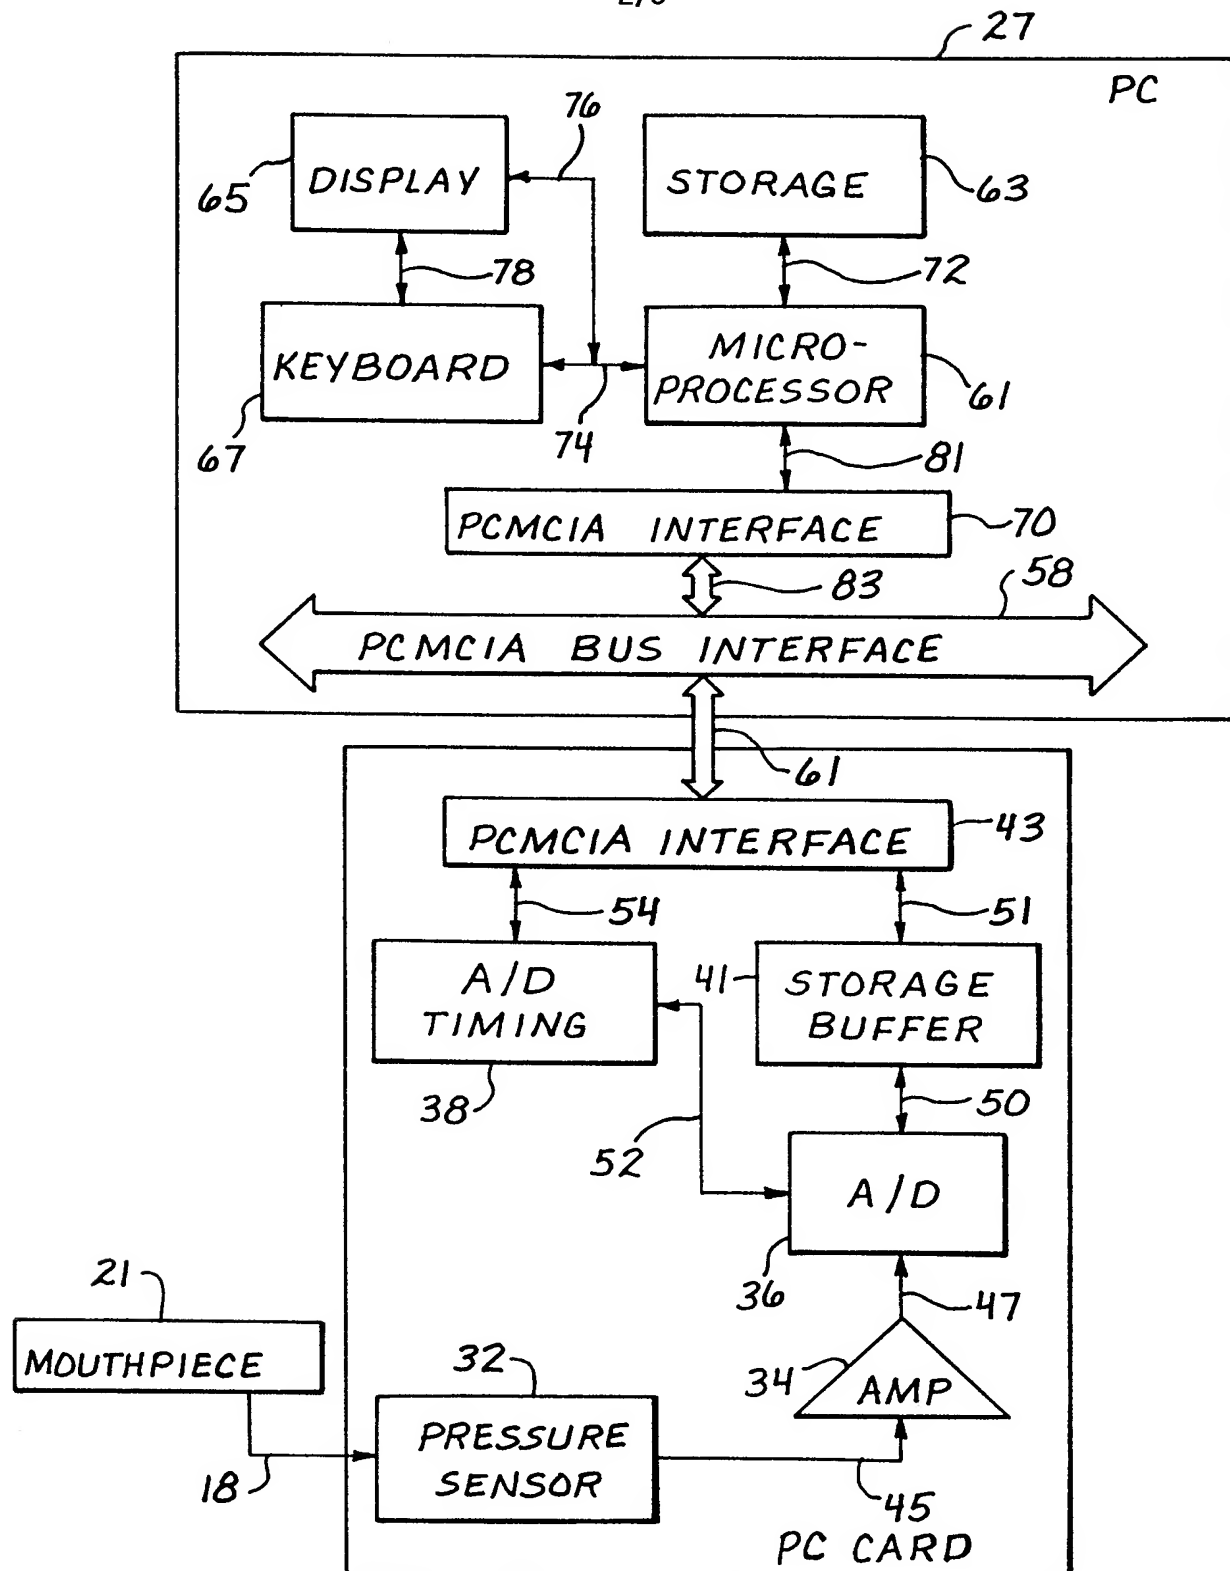 27
PC
76
DISPLAY
STORAGE
65
63
78
72
KEYBOARD
MICRO-
PROCESSOR
61
67
74
81
PCMCIA INTERFACE
70
83
58
PCMCIA BUS INTERFACE
61
PCMCIA INTERFACE
43
54
51
A/D
TIMING
41
STORAGE
BUFFER
38
50
52
A/D
36
47
21
MOUTHPIECE
32
34
AMP
PRESSURE
SENSOR
18
45
PC CARD